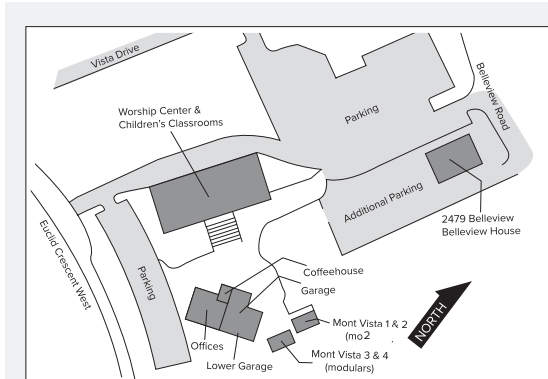 Vista Drive
Belleview Road
Worship Center &
Children's Classrooms
Parking
Additional Parking
2479 Belleview
Belleview House
Euclid Crescent West
Parking
Coffeehouse
Garage
Offices
Lower Garage
Mont Vista 1 & 2
(mo2
Mont Vista 3 & 4
(modulars)
NORTH